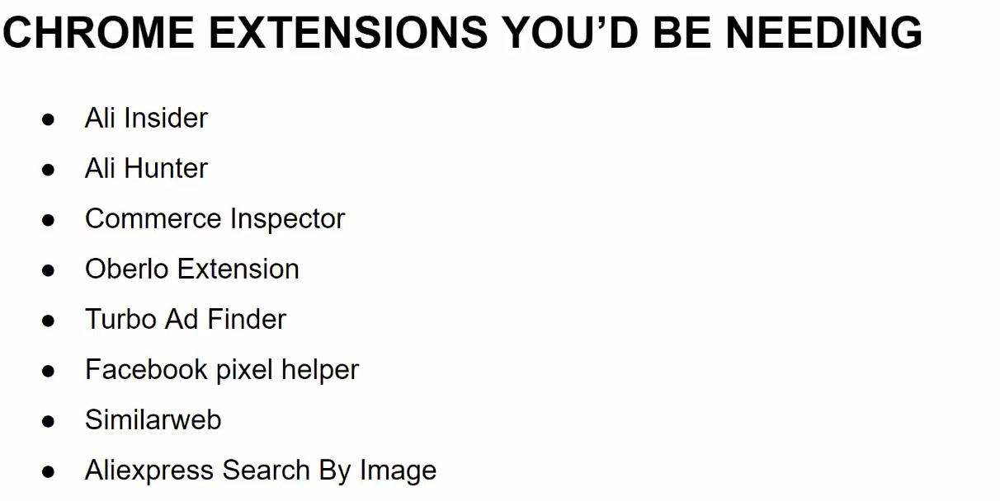 CHROME EXTENSIONS YOU’D BE NEEDING
● Ali Insider
● Ali Hunter
● Commerce Inspector
● Oberlo Extension
● Turbo Ad Finder
● Facebook pixel helper
● Similarweb
● Aliexpress Search By Image